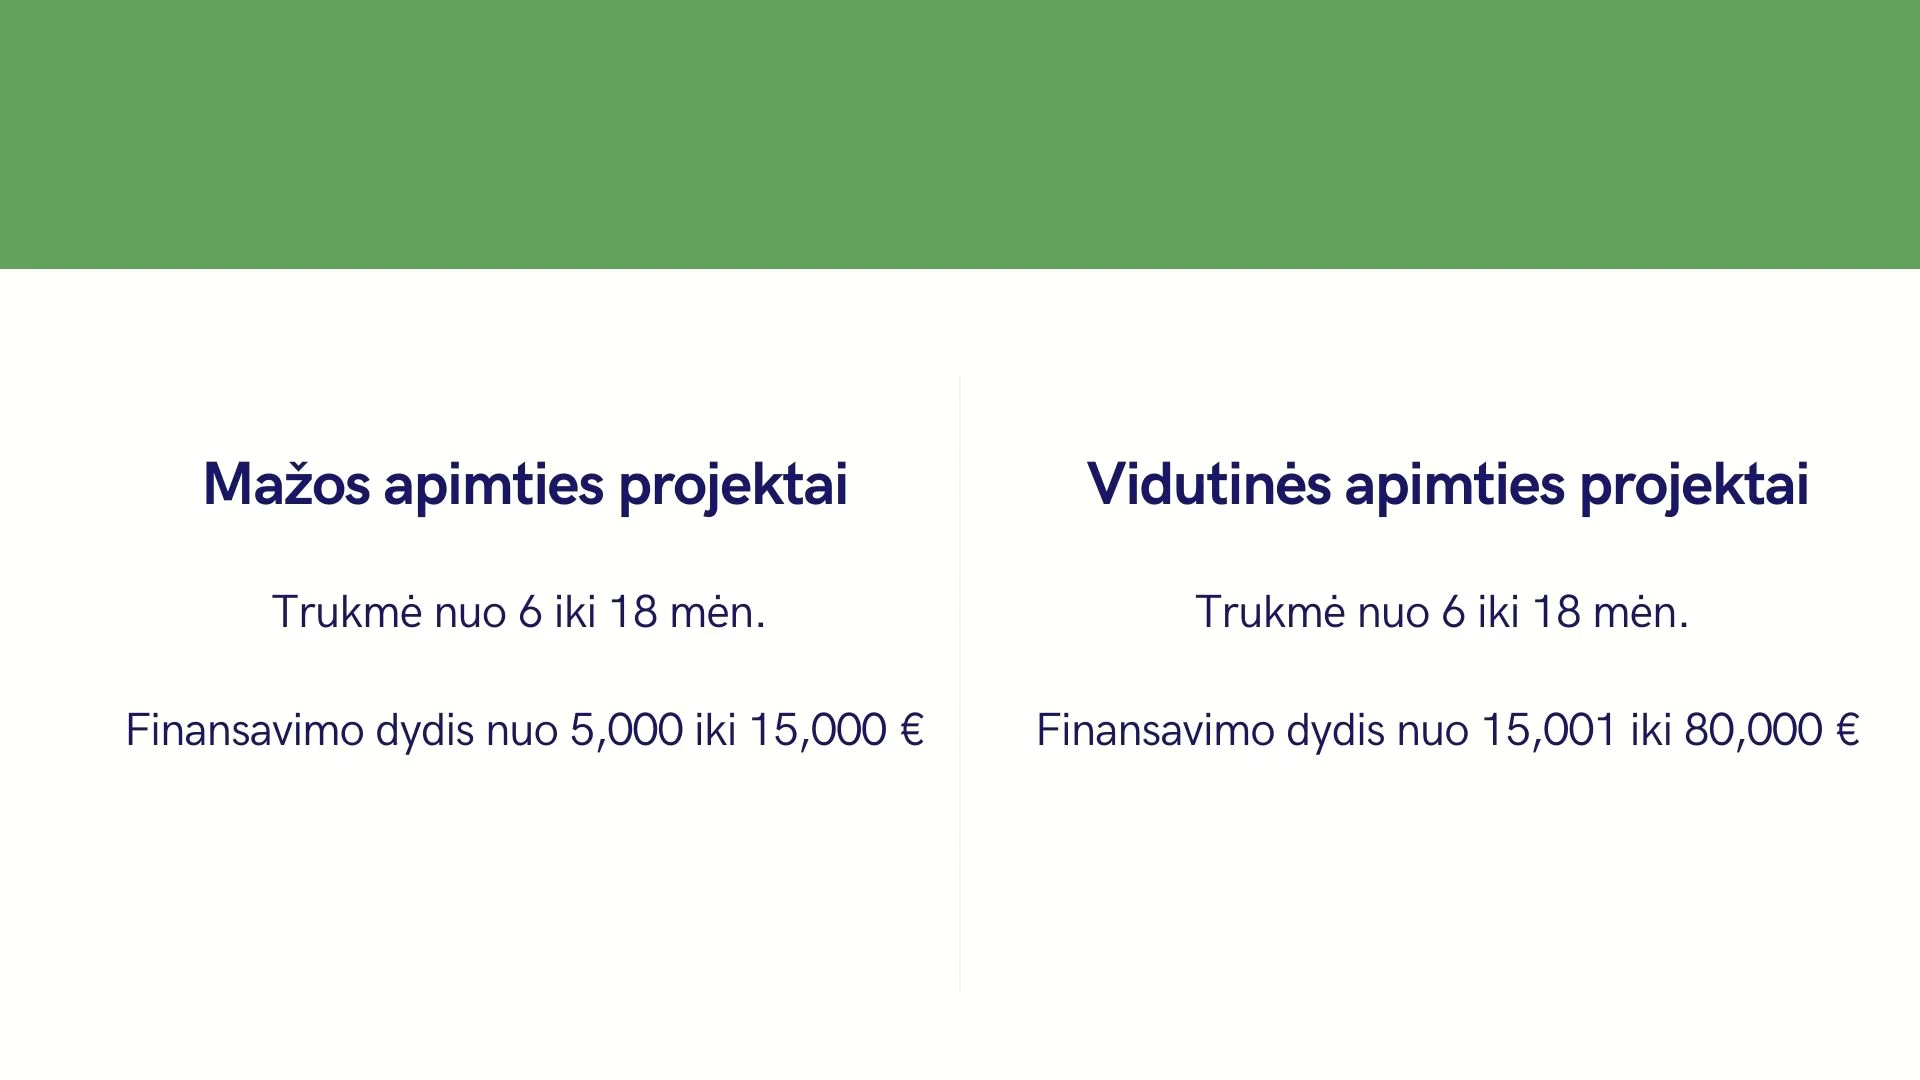 Mažos apimties projektai
Trukmė nuo 6 iki 18 mėn.
Finansavimo dydis nuo 5,000 iki 15,000 €
Vidutinės apimties projektai
Trukmė nuo 6 iki 18 mėn.
Finansavimo dydis nuo 15,001 iki 80,000 €